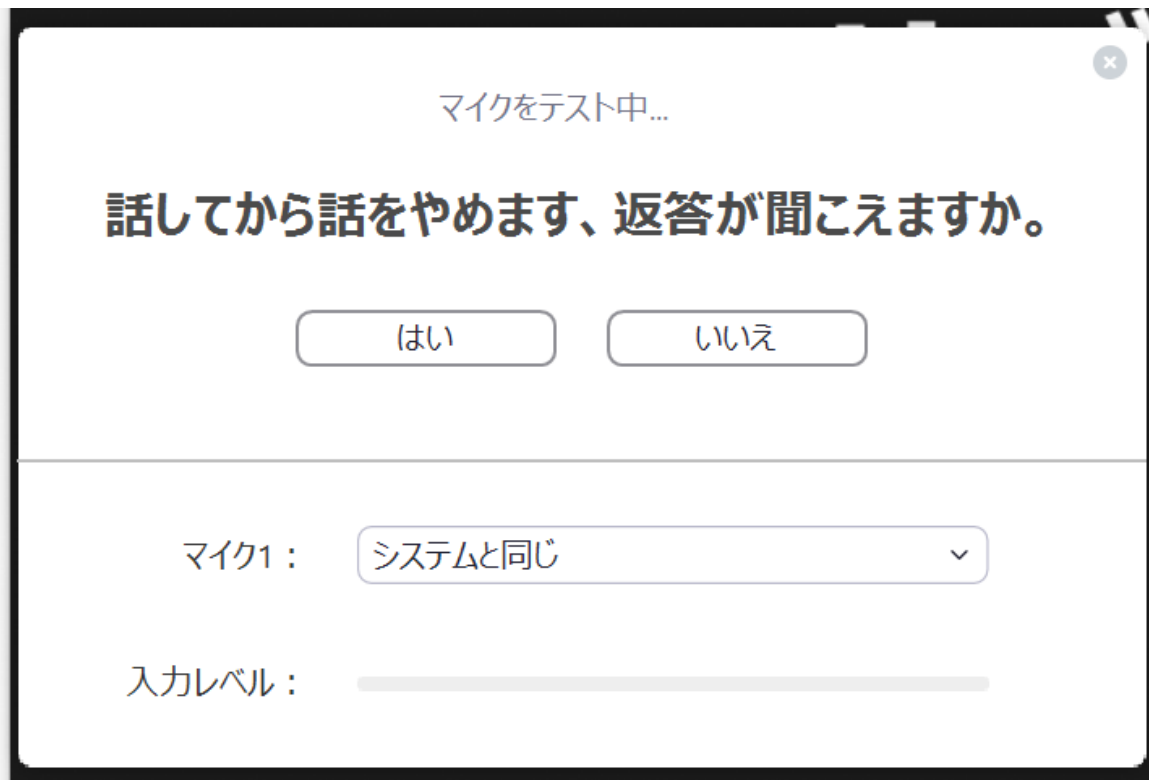 マイクをテスト中...
話してから話をやめます、返答が聞こえますか。
はい
いいえ
マイク1：
システムと同じ
入力レベル：